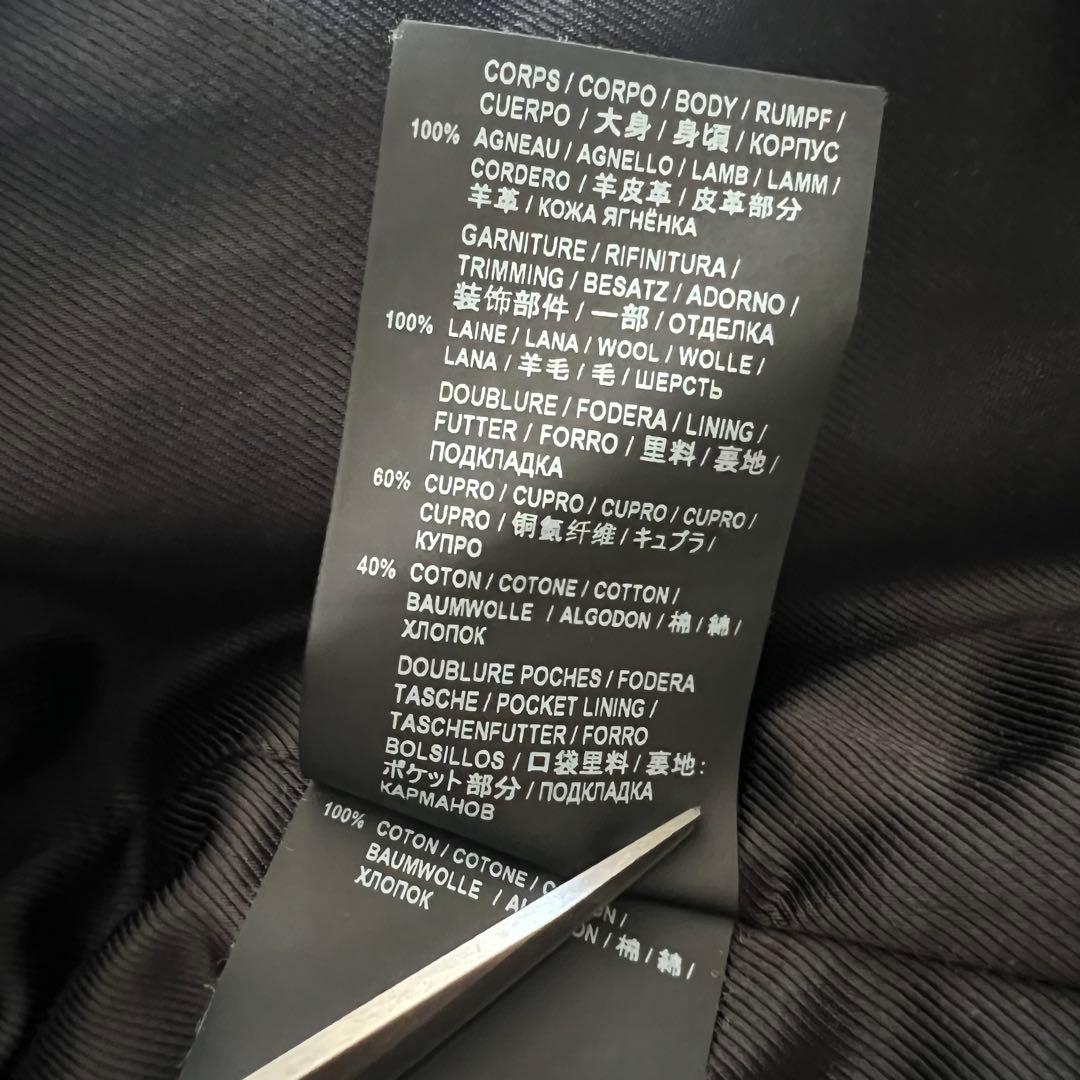 CORPS / CORPO / BODY / RUMPF /
CUERPO / 大身 / 身頃 / КОРПУС
100% AGNEAU / AGNELLO / LAMB / LAMM /
CORDERO / 羊皮革 / 皮革部分
羊革 / КОЖА ЯГНЁНКА
GARNITURE / RIFINITURA /
TRIMMING / BESATZ / ADORNO /
装饰部件 / 一部 / ОТДЕЛКА
100% LAINE / LANA / WOOL / WOLLE /
LANA / 羊毛 / 毛 / ШЕРСТЬ
DOUBLURE / FODERA / LINING /
FUTTER / FORRO / 里料 / 裏地 /
ПОДКЛАДКА
60% CUPRO / CUPRO / CUPRO / CUPRO /
CUPRO / 铜氨纤维 / キュプラ /
КУПРО
40% COTON / COTONE / COTTON /
BAUMWOLLE / ALGODON / 棉 / 綿 /
ХЛОПОК
DOUBLURE POCHES / FODERA
TASCHE / POCKET LINING /
TASCHENFUTTER / FORRO
BOLSILLOS / 口袋里料 / 裏地:
ポケット部分 / ПОДКЛАДКА
КАРМАНОВ
100% COTON / COTONE /
BAUMWOLLE / / 棉 / 綿 /
ХЛОПОК